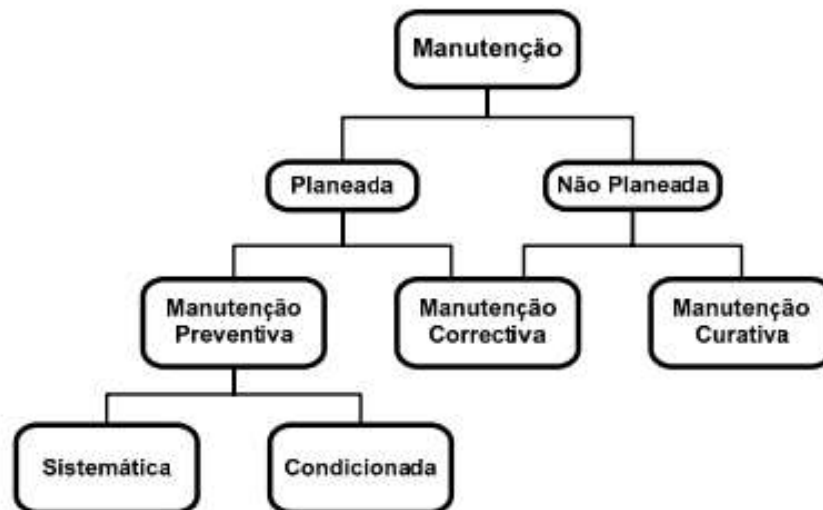 Manutenção
Planeada
Não Planeada
Manutenção
Preventiva
Manutenção
Correctiva
Manutenção
Curativa
Sistemática
Condicionada